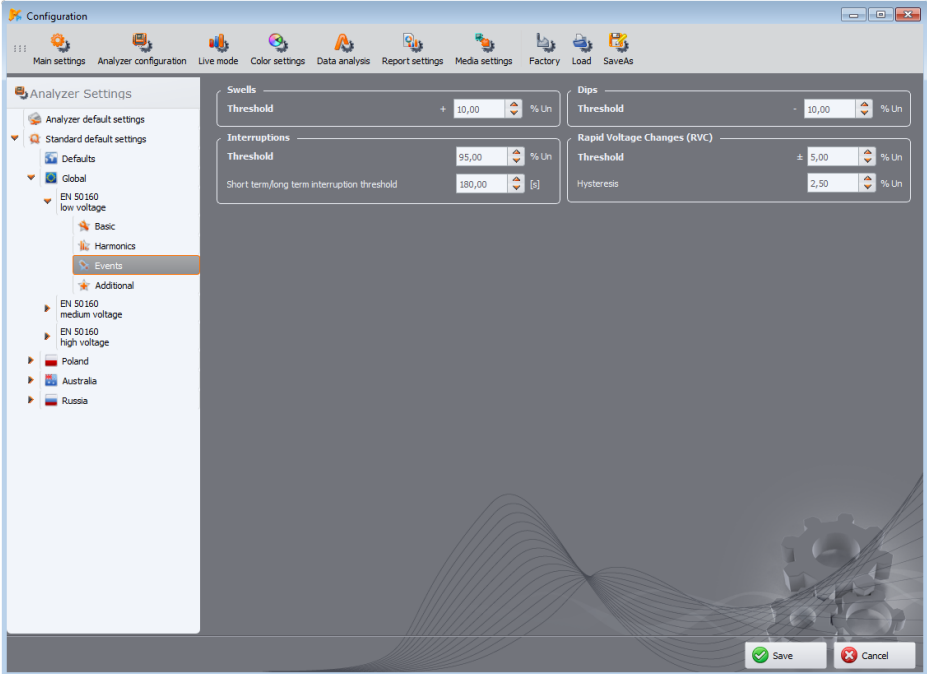 Configuration
Main settings Analyzer configuration Live mode Color settings Data analysis Report settings Media settings Factory Load SaveAs
Analyzer Settings
Analyzer default settings
Standard default settings
Defaults
Global
EN 50160
low voltage
Basic
Harmonics
Events
Additional
EN 50160
medium voltage
EN 50160
high voltage
Poland
Australia
Russia
Swells
Threshold + 10,00 % Un
Dips
Threshold - 10,00 % Un
Interruptions
Threshold 95,00 % Un
Short term/long term interruption threshold 180,00 [s]
Rapid Voltage Changes (RVC)
Threshold ± 5,00 % Un
Hysteresis 2,50 % Un
Save Cancel